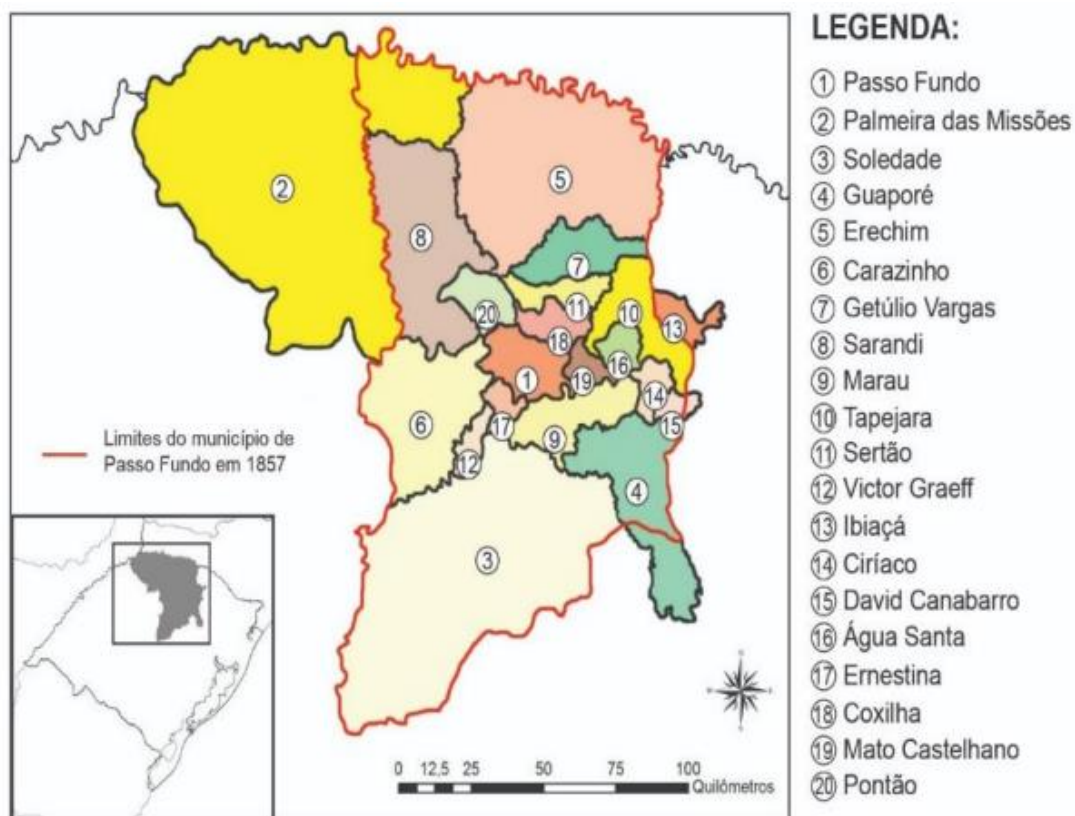 2
5
8
7
11
10
20
13
18
16
1
19
14
6
17
9
15
12
4
3
Limites do município de
Passo Fundo em 1857
0 12,5 25 50 75 100
Quilómetros
LEGENDA:
1 Passo Fundo
2 Palmeira das Missões
3 Soledade
4 Guaporé
5 Erechim
6 Carazinho
7 Getúlio Vargas
8 Sarandi
9 Marau
10 Tapejara
11 Sertão
12 Victor Graeff
13 Ibiaçá
14 Ciríaco
15 David Canabarro
16 Água Santa
17 Ernestina
18 Coxilha
19 Mato Castelhano
20 Pontão